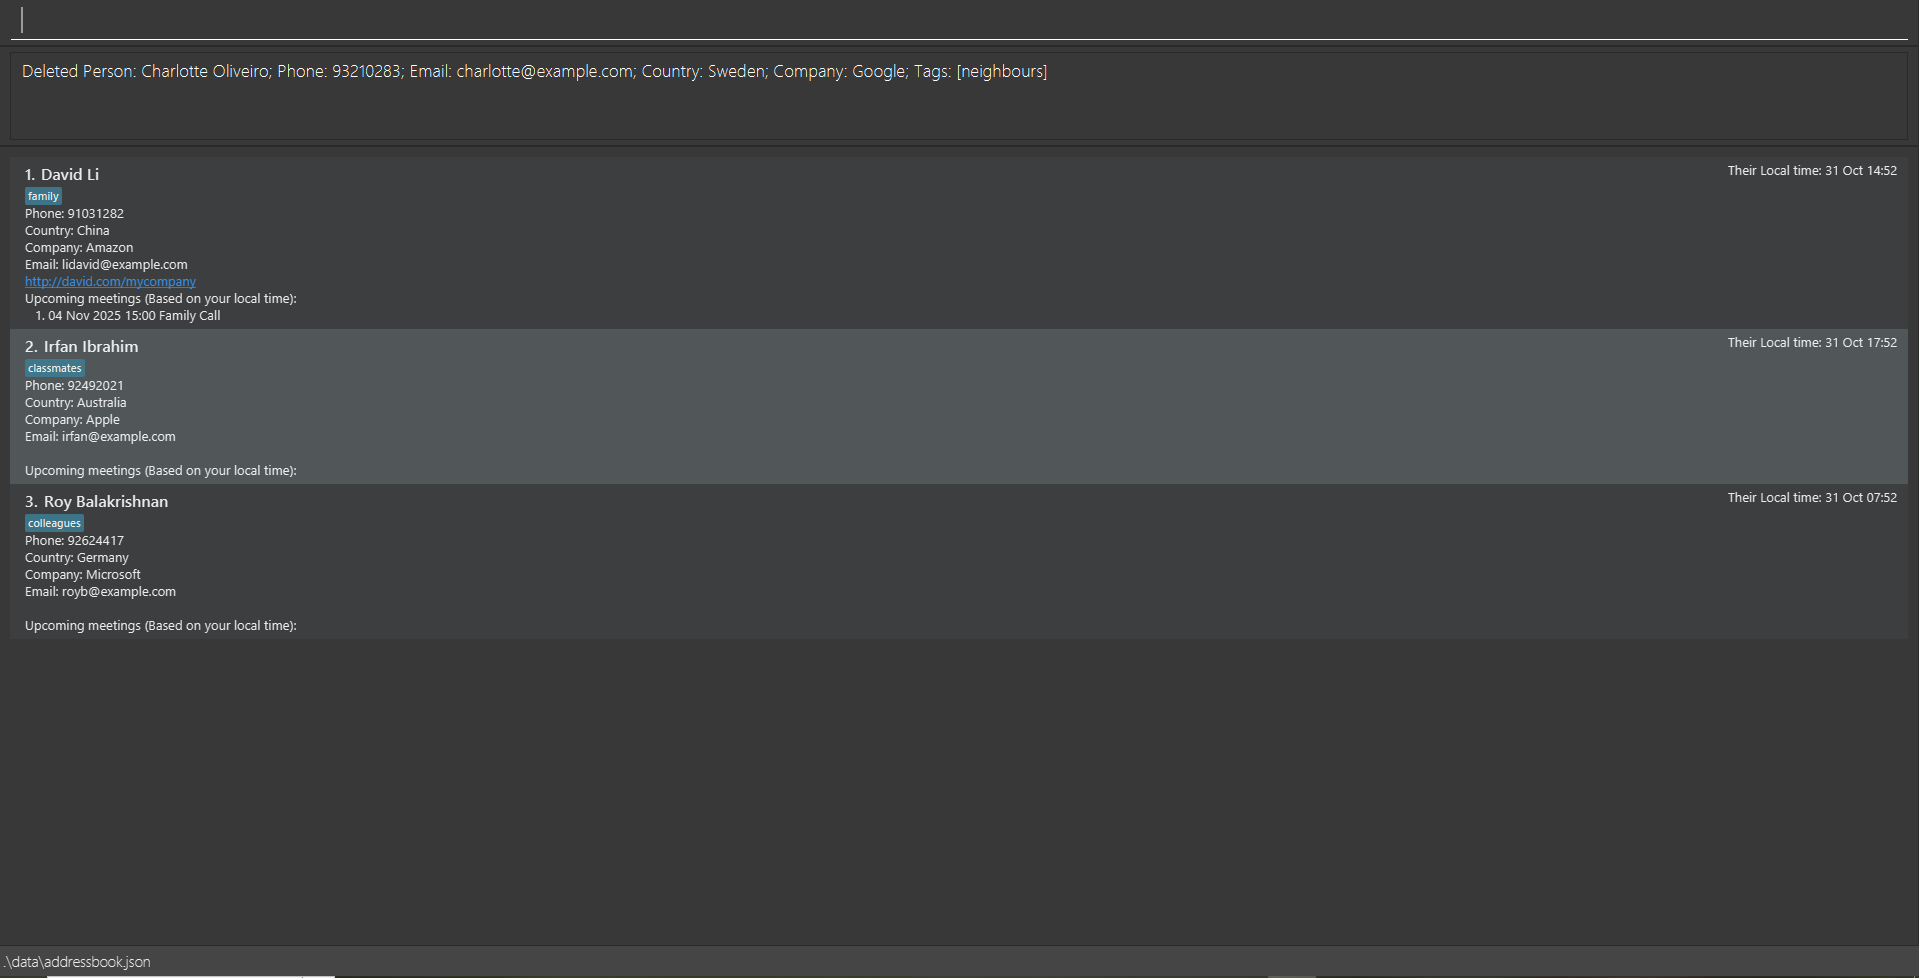 Deleted Person: Charlotte Oliveiro; Phone: 93210283; Email: charlotte@example.com; Country: Sweden; Company: Google; Tags: [neighbours]
1. David Li
Their Local time: 31 Oct 14:52
family
Phone: 91031282
Country: China
Company: Amazon
Email: lidavid@example.com
http://david.com/mycompany
Upcoming meetings (Based on your local time):
1. 04 Nov 2025 15:00 Family Call
2. Irfan Ibrahim
Their Local time: 31 Oct 17:52
classmates
Phone: 92492021
Country: Australia
Company: Apple
Email: irfan@example.com
Upcoming meetings (Based on your local time):
3. Roy Balakrishnan
Their Local time: 31 Oct 07:52
colleagues
Phone: 92624417
Country: Germany
Company: Microsoft
Email: royb@example.com
Upcoming meetings (Based on your local time):
.\data\addressbook.json